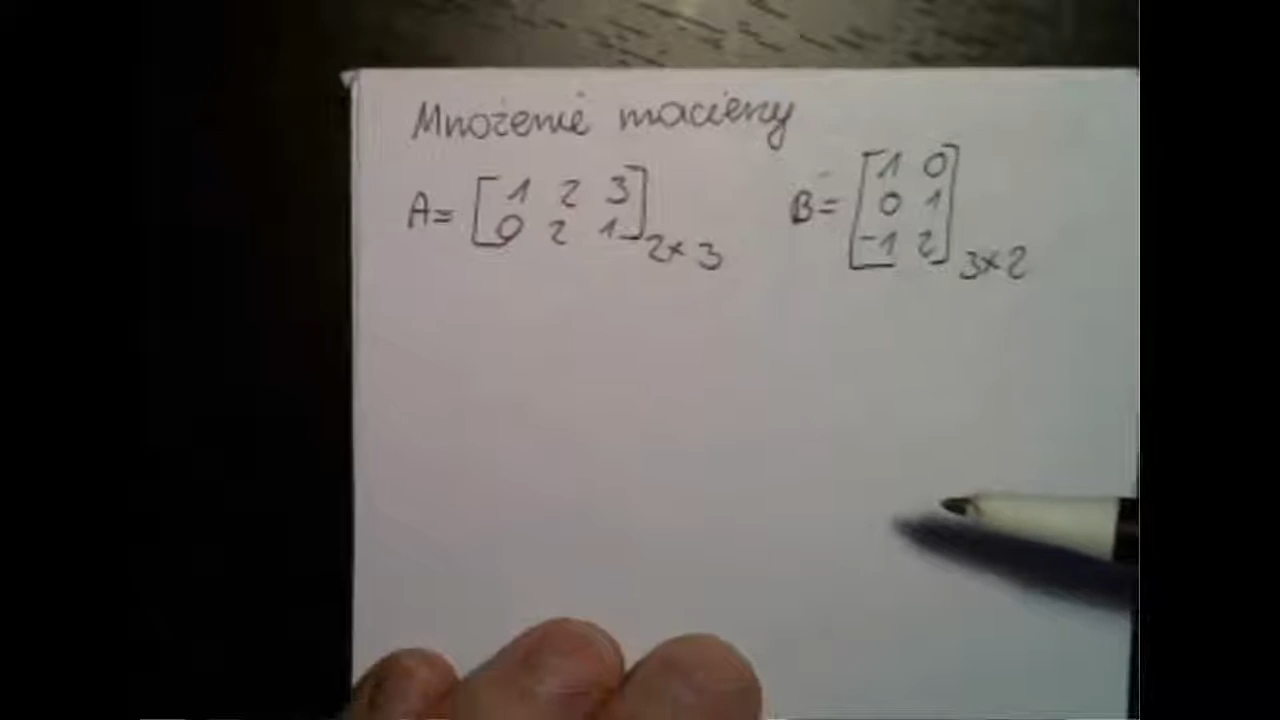 Mnożenie macierzy
A= [1 2 3
0 2 1] 2×3
B= [1 0
0 1
-1 2] 3×2